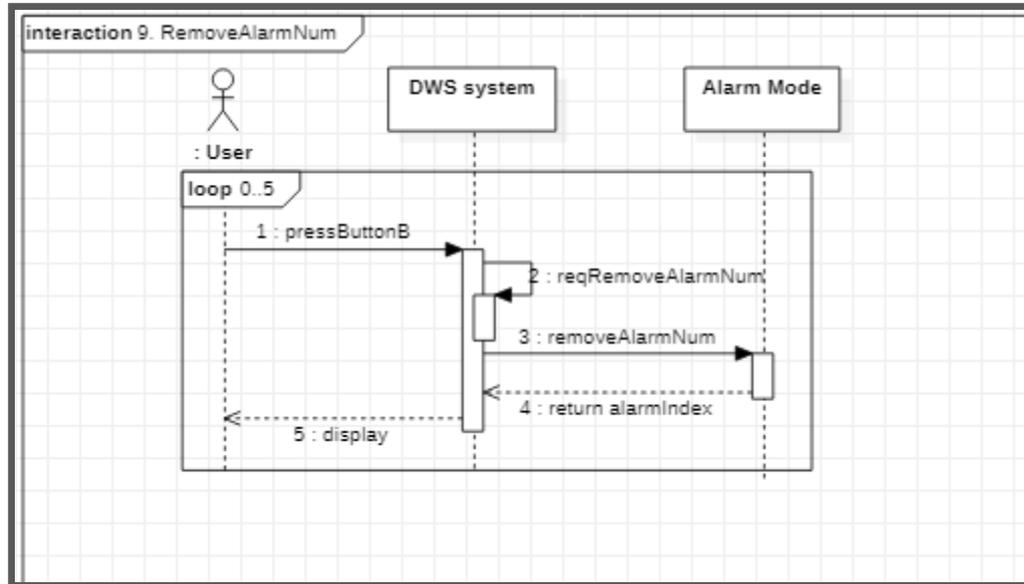 interaction 9. RemoveAlarmNum
DWS system
Alarm Mode
: User
loop 0..5
1 : pressButtonB
2 : reqRemoveAlarmNum
3 : removeAlarmNum
4 : return alarmIndex
5 : display